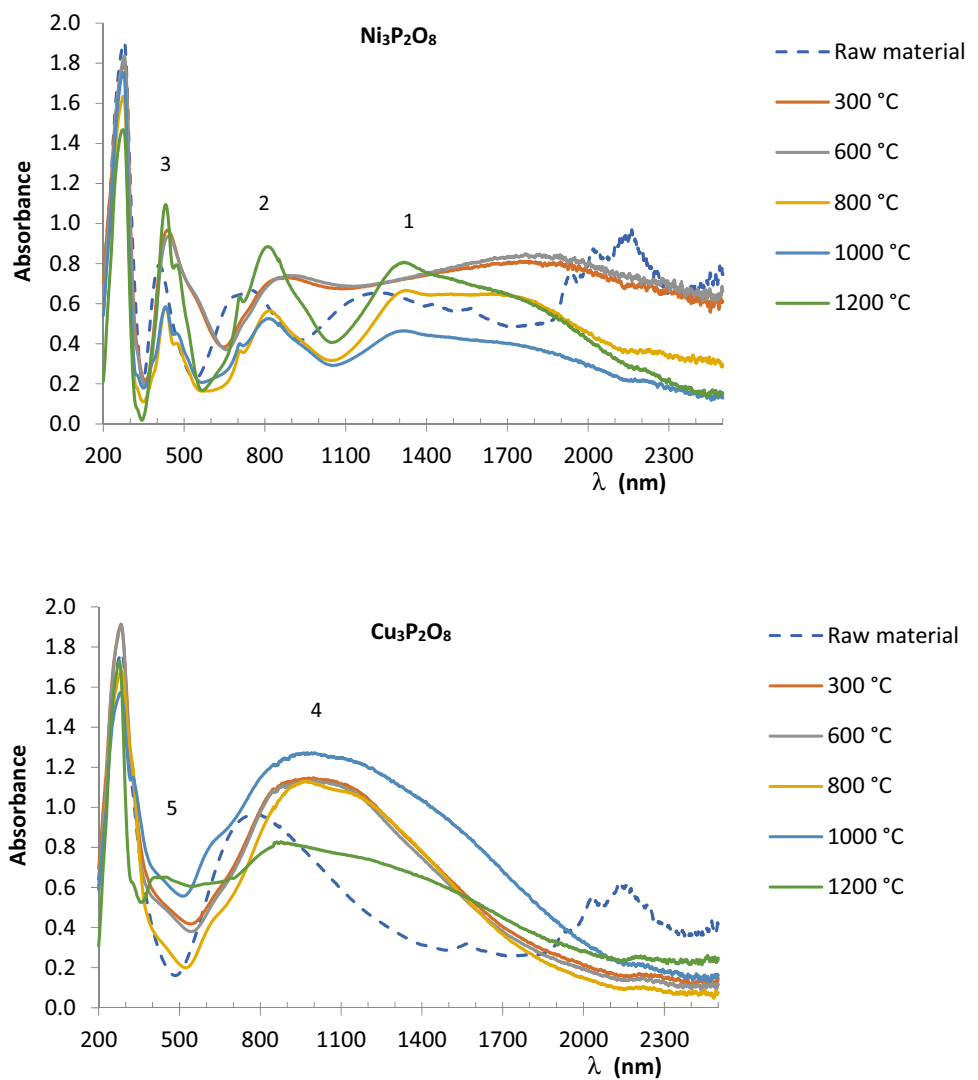 Ni₃P₂O₈
Absorbance
2.0
1.8
1.6
1.4
1.2
1.0
0.8
0.6
0.4
0.2
0.0
3
2
1
200 500 800 1100 1400 1700 2000 2300
λ (nm)
Raw material
300 °C
600 °C
800 °C
1000 °C
1200 °C
Cu₃P₂O₈
Absorbance
2.0
1.8
1.6
1.4
1.2
1.0
0.8
0.6
0.4
0.2
0.0
4
5
200 500 800 1100 1400 1700 2000 2300
λ (nm)
Raw material
300 °C
600 °C
800 °C
1000 °C
1200 °C